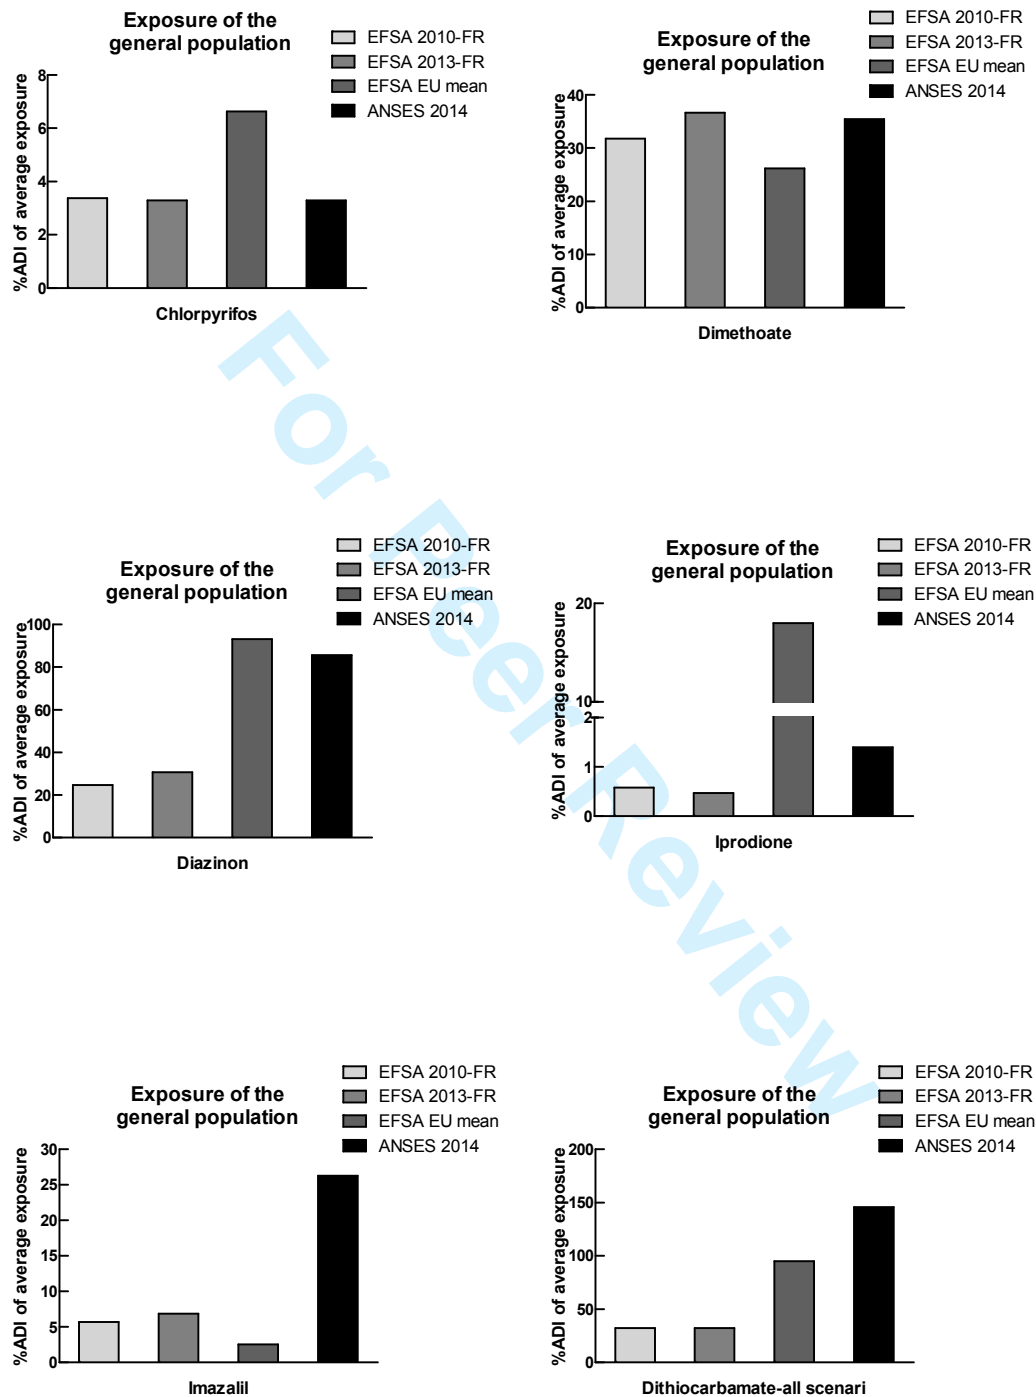 Exposure of the
general population
EFSA 2010-FR
EFSA 2013-FR
EFSA EU mean
ANSES 2014
%ADI of average exposure
8
6
4
2
0
Chlorpyrifos
Exposure of the
general population
EFSA 2010-FR
EFSA 2013-FR
EFSA EU mean
ANSES 2014
%ADI of average exposure
40
30
20
10
0
Dimethoate
For Peer Review
Exposure of the
general population
EFSA 2010-FR
EFSA 2013-FR
EFSA EU mean
ANSES 2014
%ADI of average exposure
100
80
60
40
20
0
Diazinon
Exposure of the
general population
EFSA 2010-FR
EFSA 2013-FR
EFSA EU mean
ANSES 2014
%ADI of average exposure
20
10
2
1
0
Iprodione
Exposure of the
general population
EFSA 2010-FR
EFSA 2013-FR
EFSA EU mean
ANSES 2014
%ADI of average exposure
30
25
20
15
10
5
0
Imazalil
Exposure of the
general population
EFSA 2010-FR
EFSA 2013-FR
EFSA EU mean
ANSES 2014
%ADI of average exposure
200
150
100
50
0
Dithiocarbamate-all scenari